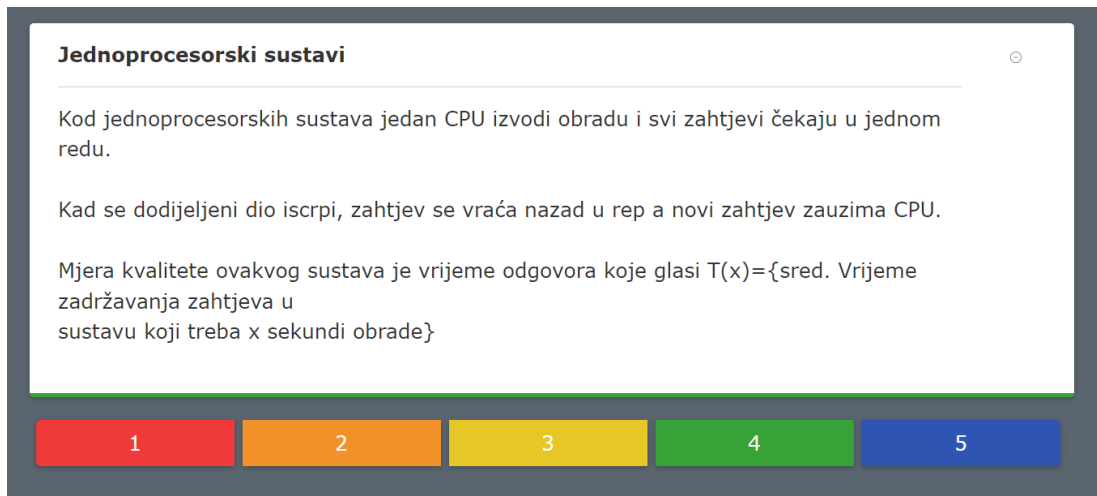 Jednoprocesorski sustavi
Kod jednoprocesorskih sustava jedan CPU izvodi obradu i svi zahtjevi čekaju u jednom
redu.
Kad se dodijeljeni dio iscrpi, zahtjev se vraća nazad u rep a novi zahtjev zauzima CPU.
Mjera kvalitete ovakvog sustava je vrijeme odgovora koje glasi T(x)={sred. Vrijeme
zadržavanja zahtjeva u
sustavu koji treba x sekundi obrade}
1 2 3 4 5